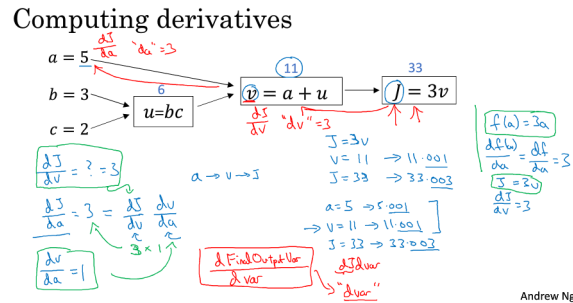 Computing derivatives
a = 5
dJ/da "da" = 3
b = 3
c = 2
6
u = bc
11
v = a + u
33
J = 3v
dJ/dv "dv" = 3
dJ/dv = ? = 3
a → v → J
dJ/da = 3 = dJ/dv dv/da
3 × 1
dv/da = 1
J = 3v
v = 11 → 11.001
J = 33 → 33.003
a = 5 → 5.001
→ v = 11 → 11.001
J = 33 → 33.003
d FinalOutputVar / d var
dJdvar
"dvar"
f(a) = 3a
df(a)/da = df/da = 3
J = 3v
dJ/dv = 3
Andrew Ng